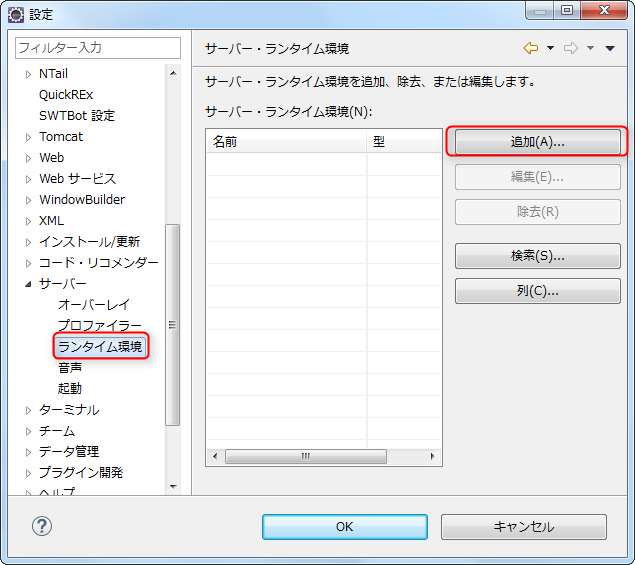 設定
フィルター入力
NTail
QuickREx
SWTBot 設定
Tomcat
Web
Web サービス
WindowBuilder
XML
インストール/更新
コード・リコメンダー
サーバー
オーバーレイ
プロファイラー
ランタイム環境
音声
起動
ターミナル
チーム
データ管理
プラグイン開発
ヘルプ
サーバー・ランタイム環境
サーバー・ランタイム環境を追加、除去、または編集します。
サーバー・ランタイム環境(N):
名前 型
追加(A)...
編集(E)...
除去(R)
検索(S)...
列(C)...
?
OK キャンセル